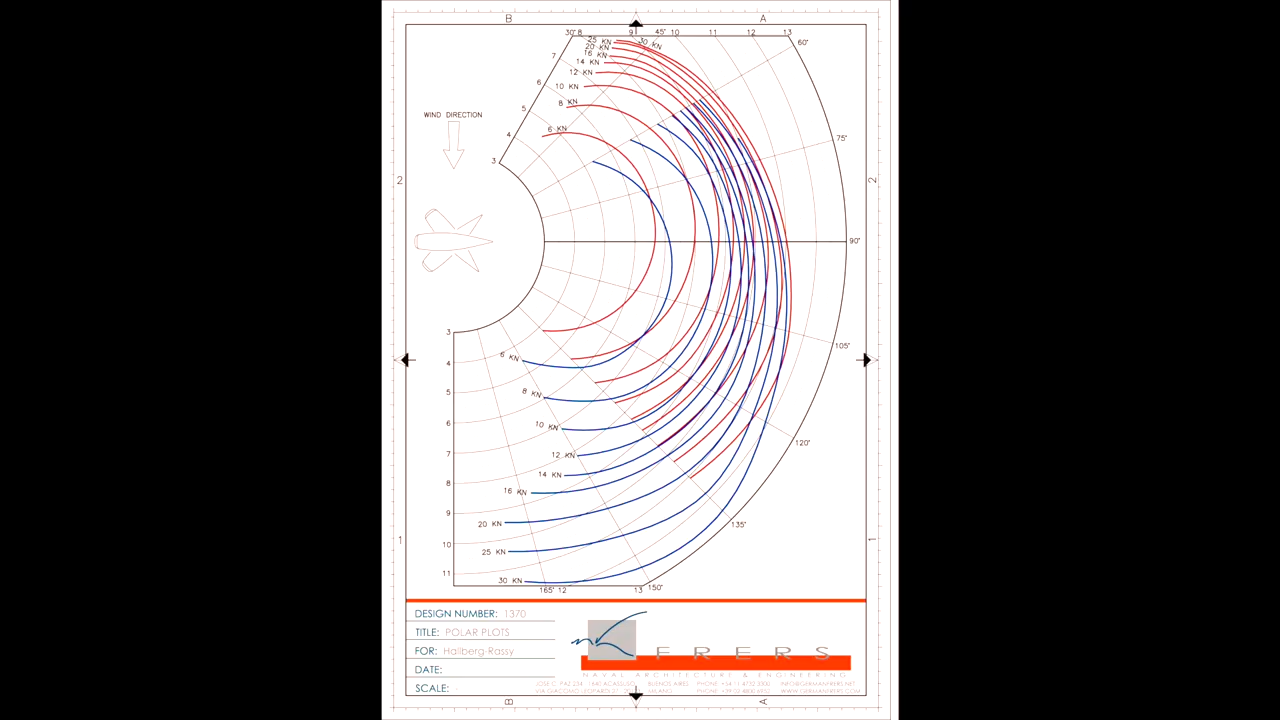 B A
30° 8 9 45° 10 11 12 13
25 KN 30 KN 60°
20 KN
16 KN
7 14 KN
12 KN
6 10 KN
8 KN
5
WIND DIRECTION
6 KN
4 75°
3
2 2
90°
3
105°
6 KN
4
5 8 KN
6 10 KN
120°
7 12 KN
14 KN
8
16 KN
9
20 KN 135°
1 1
10 25 KN
11 30 KN
165° 12 13 150°
DESIGN NUMBER: 1370
TITLE: POLAR PLOTS
FOR: Hallberg-Rassy
FRERS
DATE:
NAVAL ARCHITECTURE & ENGINEERING
SCALE:
B A